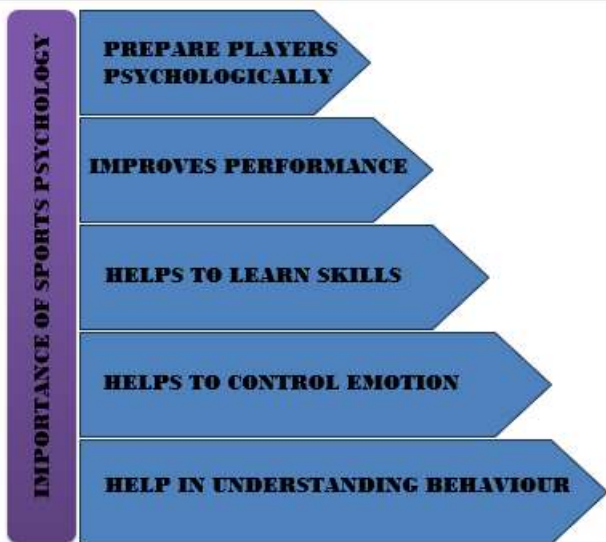 IMPORTANCE OF SPORTS PSYCHOLOGY
PREPARE PLAYERS
PSYCHOLOGICALLY
IMPROVES PERFORMANCE
HELPS TO LEARN SKILLS
HELPS TO CONTROL EMOTION
HELP IN UNDERSTANDING BEHAVIOUR